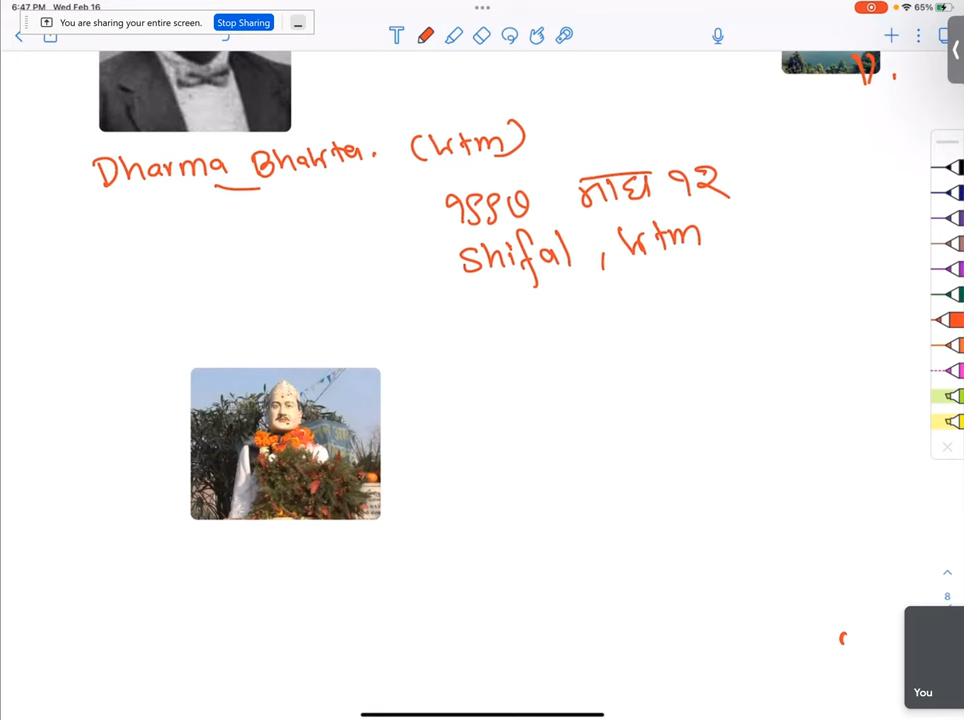 6:47 PM Wed Feb 16
65%
You are sharing your entire screen. Stop Sharing
Dharma Bhakta. (ktm)
१९९७ माघ १२
Shifal, ktm
8
You